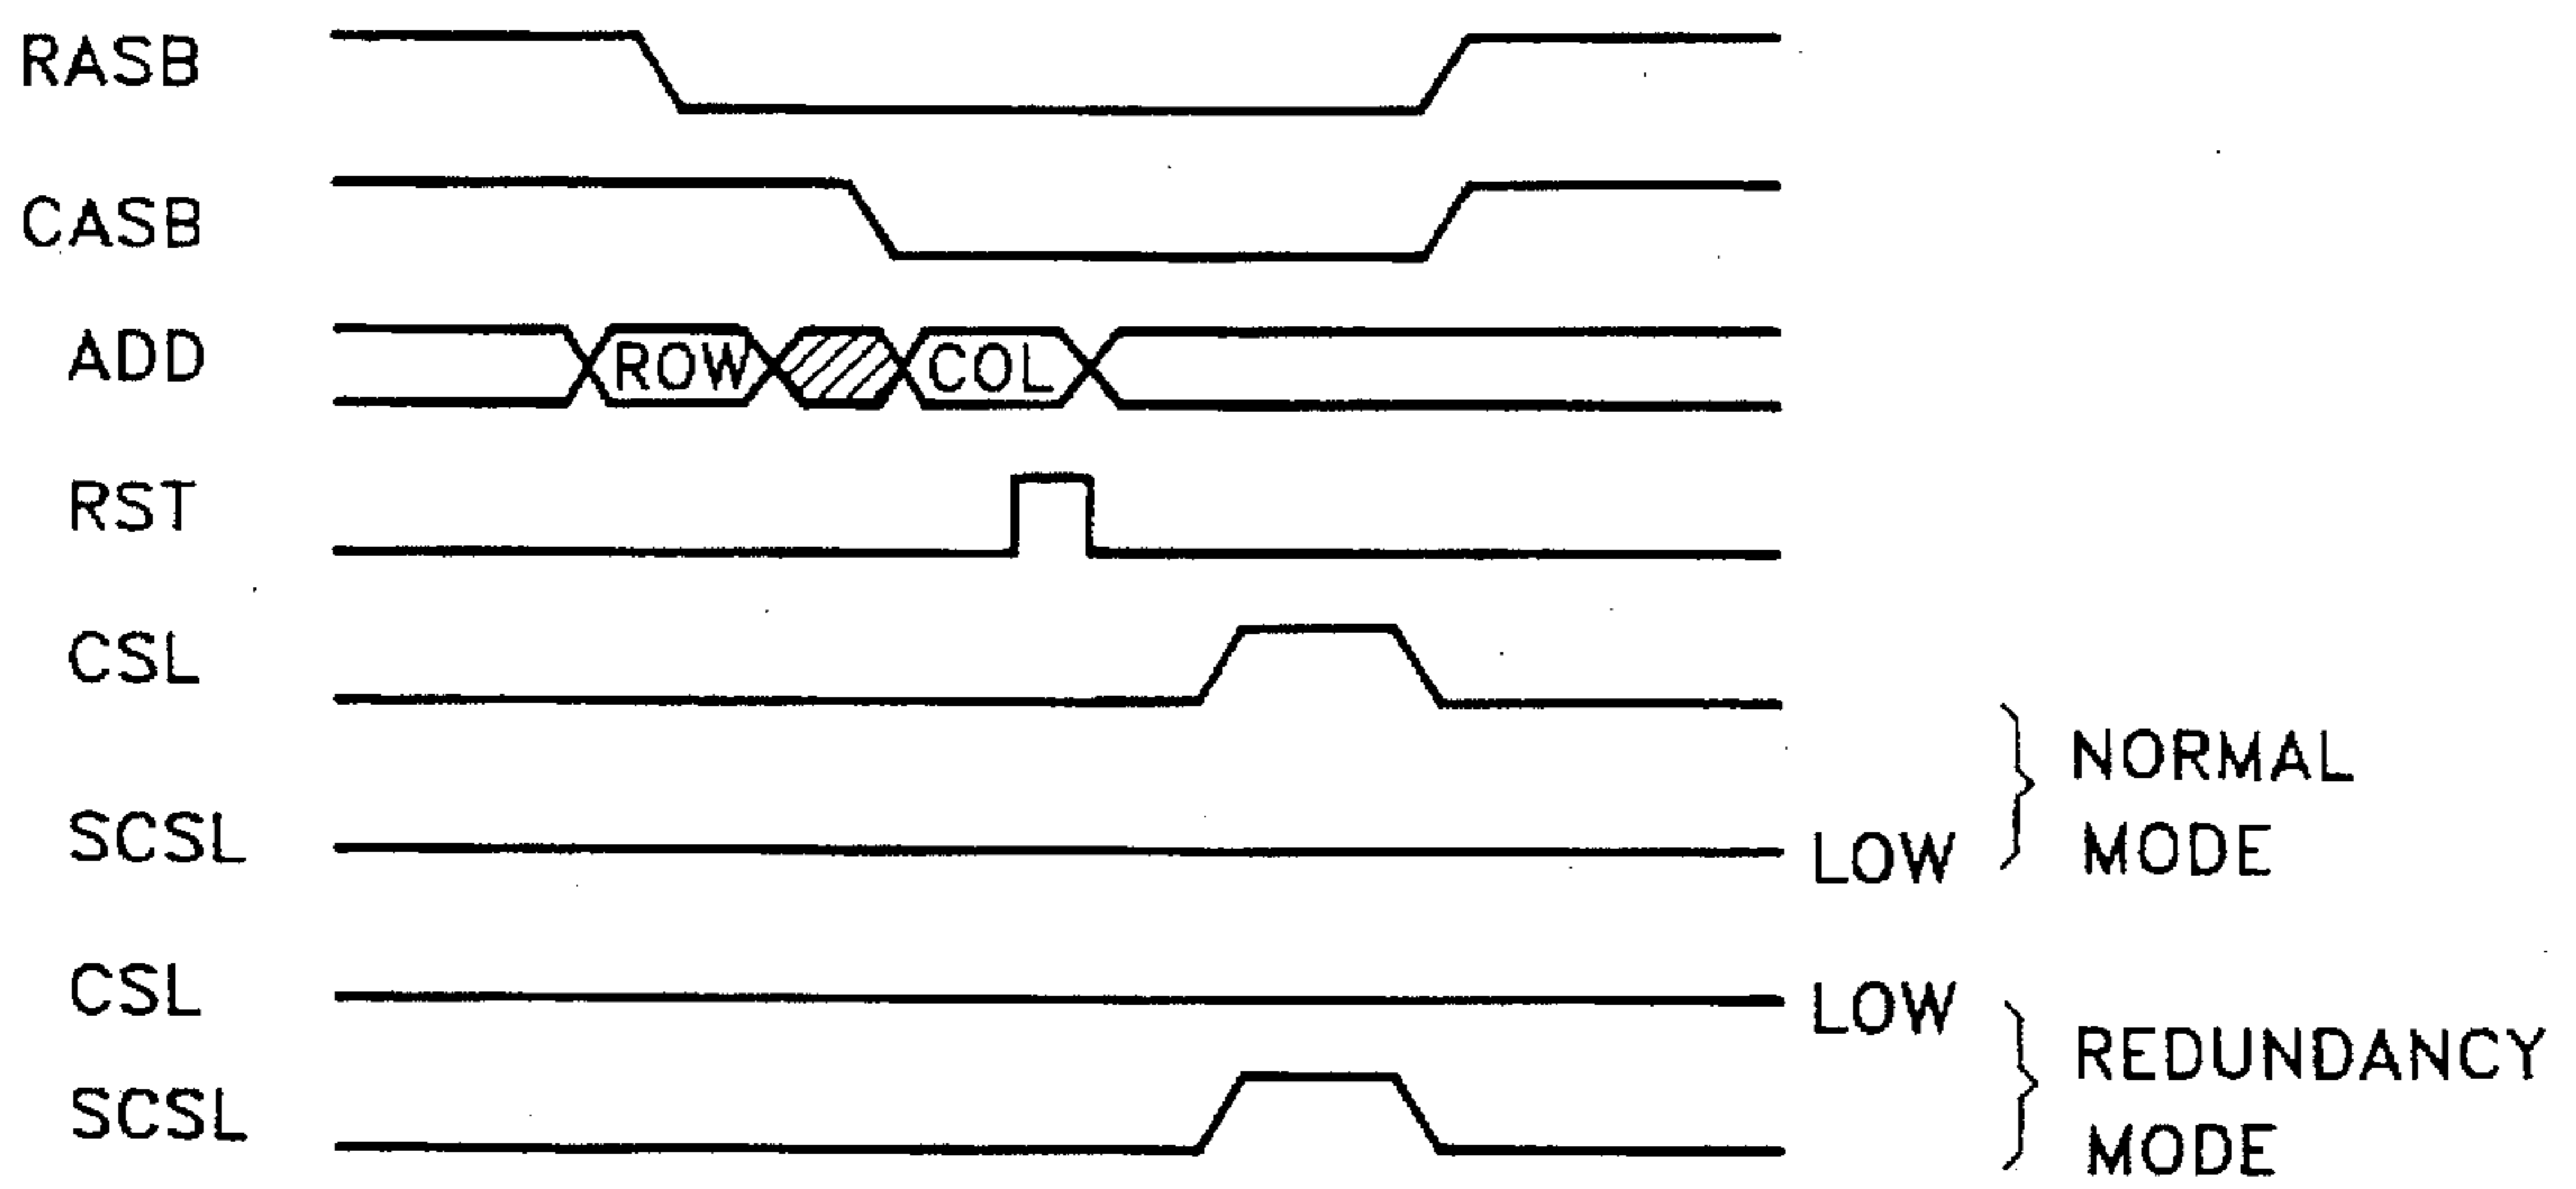 RASB
CASB
ADD ROW COL
RST
CSL
NORMAL
MODE
SCSL LOW
CSL LOW
REDUNDANCY
MODE
SCSL